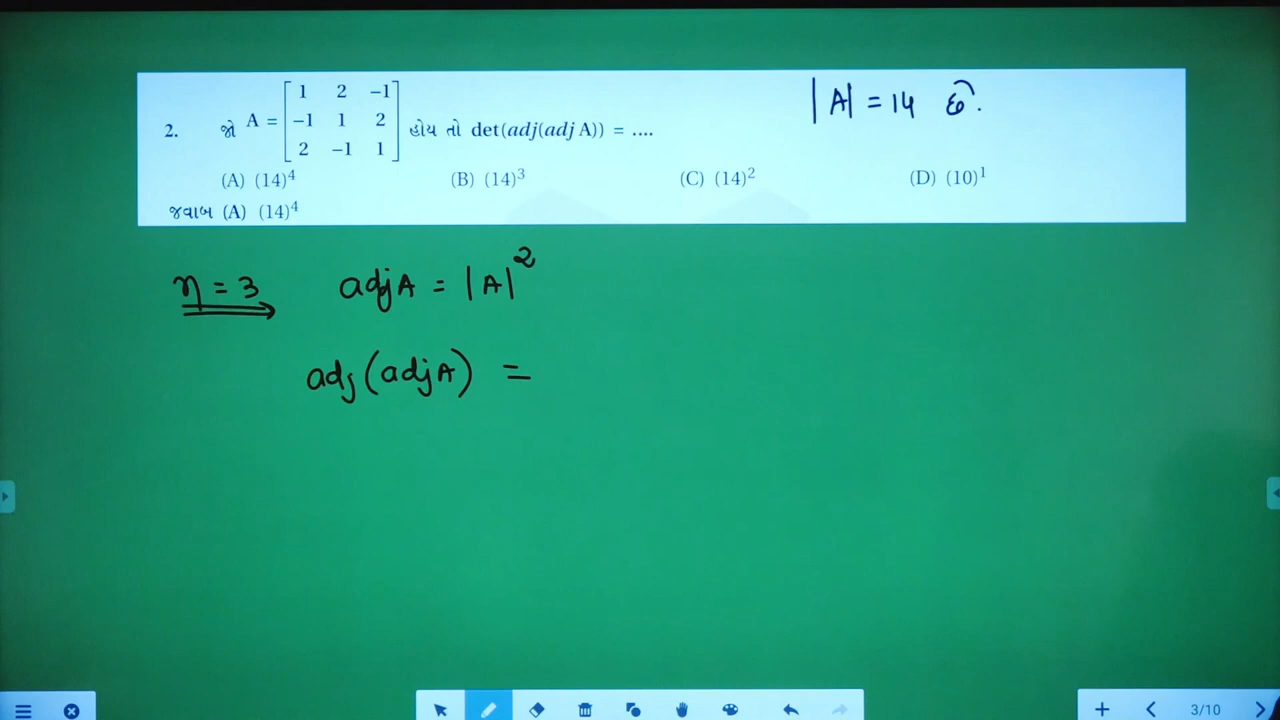 2. જો A = [1 2 −1
−1 1 2
2 −1 1] હોય તો det(adj(adj A)) = ....
|A| = 14 છે.
(A) (14)⁴ (B) (14)³ (C) (14)² (D) (10)¹
જવાબ (A) (14)⁴
n = 3 adjA = |A|²
adj(adjA) =
3/10